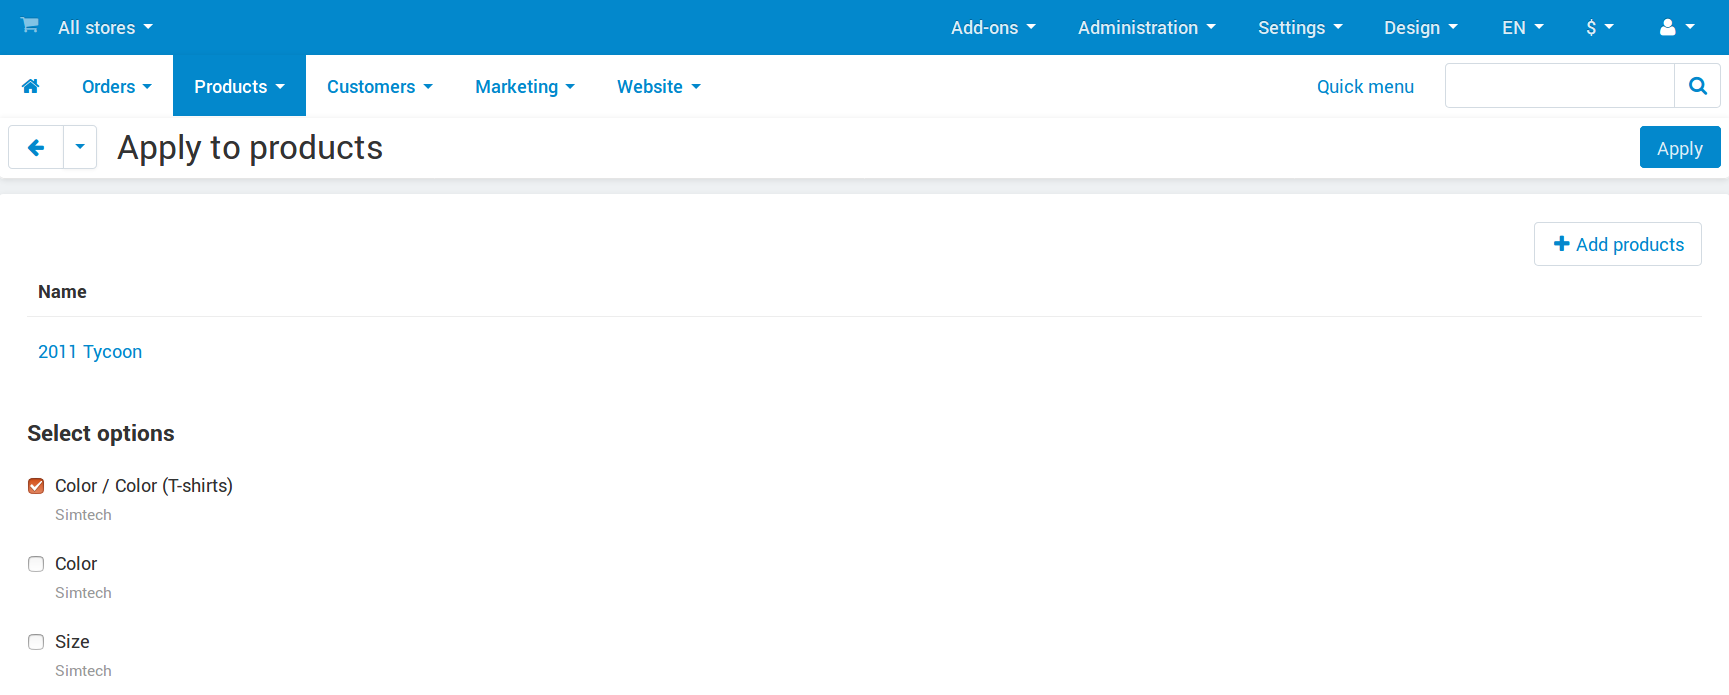 All stores Add-ons Administration Settings Design EN $
Orders Products Customers Marketing Website Quick menu
Apply to products Apply
Add products
Name
2011 Tycoon
Select options
Color / Color (T-shirts)
Simtech
Color
Simtech
Size
Simtech